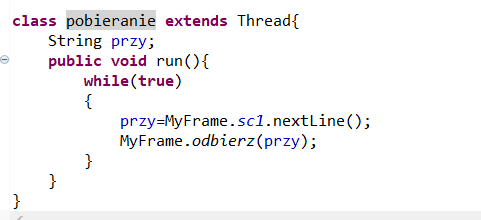 class pobieranie extends Thread{
    String przy;
    public void run(){
        while(true)
        {
            przy=MyFrame.sc1.nextLine();
            MyFrame.odbierz(przy);
        }
    }
}